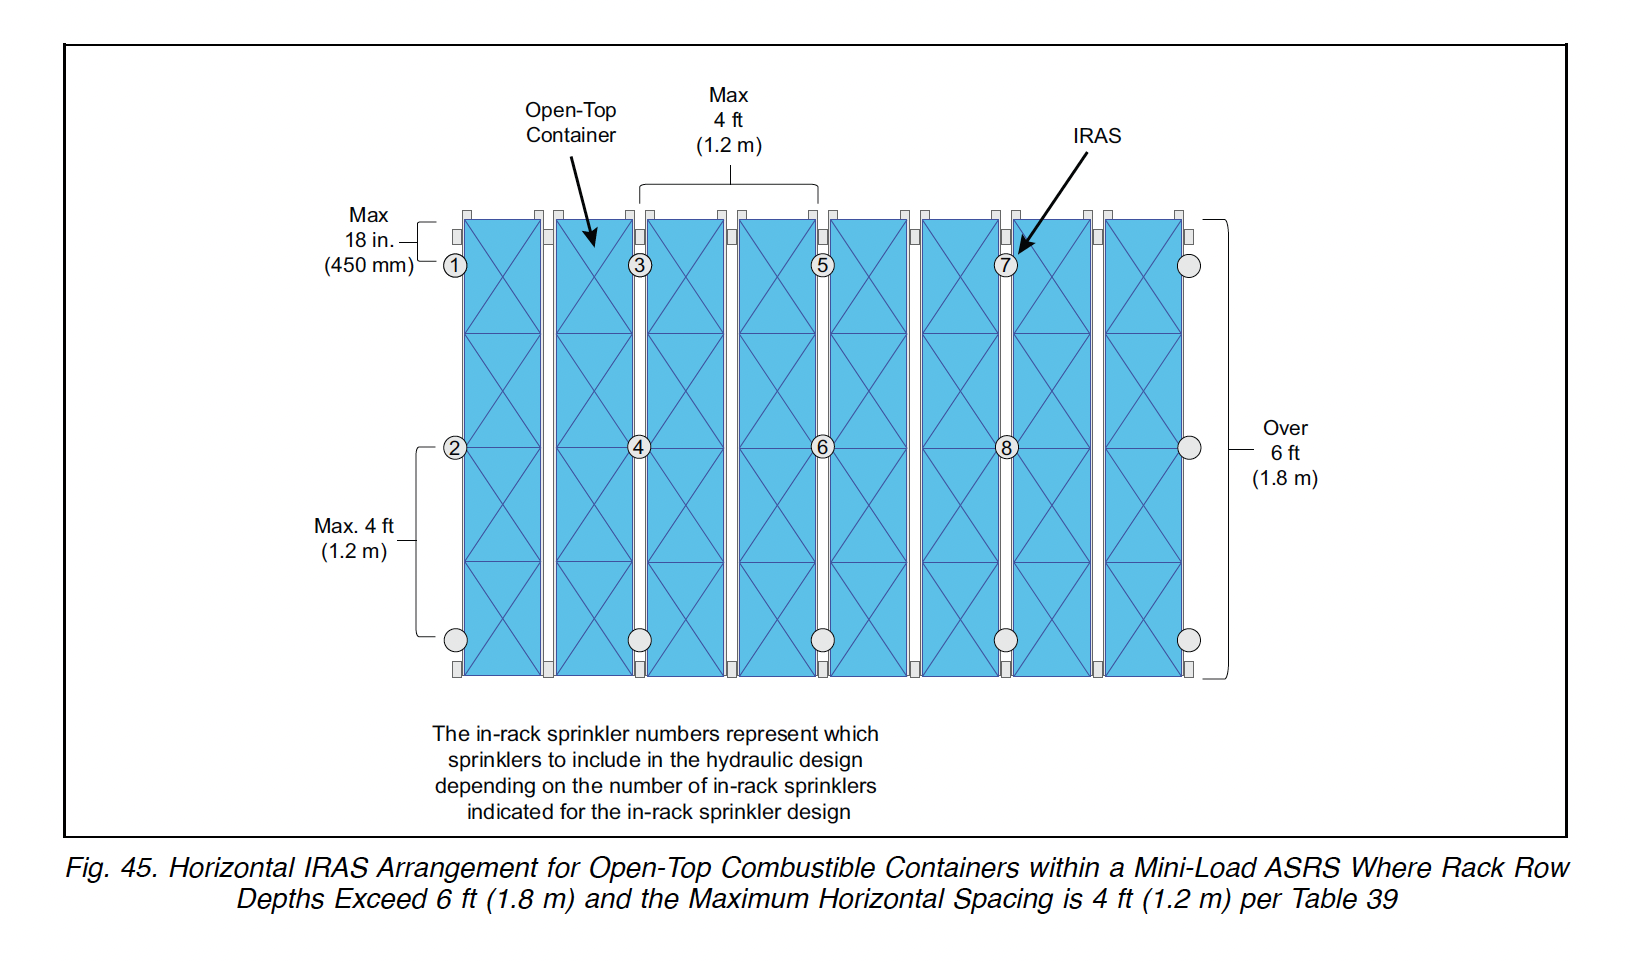 Max
4 ft
(1.2 m)
Open-Top
Container
IRAS
Max
18 in.
(450 mm)
1
3
5
7
2
4
6
8
Max. 4 ft
(1.2 m)
Over
6 ft
(1.8 m)
The in-rack sprinkler numbers represent which
sprinklers to include in the hydraulic design
depending on the number of in-rack sprinklers
indicated for the in-rack sprinkler design
Fig. 45. Horizontal IRAS Arrangement for Open-Top Combustible Containers within a Mini-Load ASRS Where Rack Row
Depths Exceed 6 ft (1.8 m) and the Maximum Horizontal Spacing is 4 ft (1.2 m) per Table 39